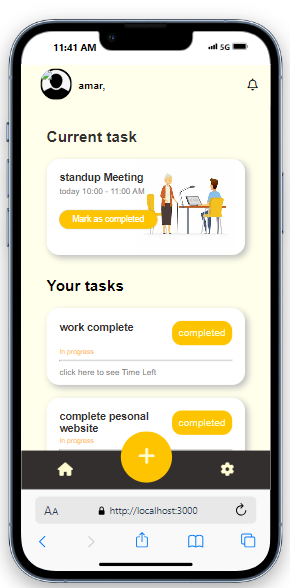 11:41 AM
5G
amar,
Current task
standup Meeting
today 10:00 - 11:00 AM
Mark as completed
Your tasks
work complete
completed
In progress
click here to see Time Left
complete pesonal
website
completed
In progress
+
AA
http://localhost:3000